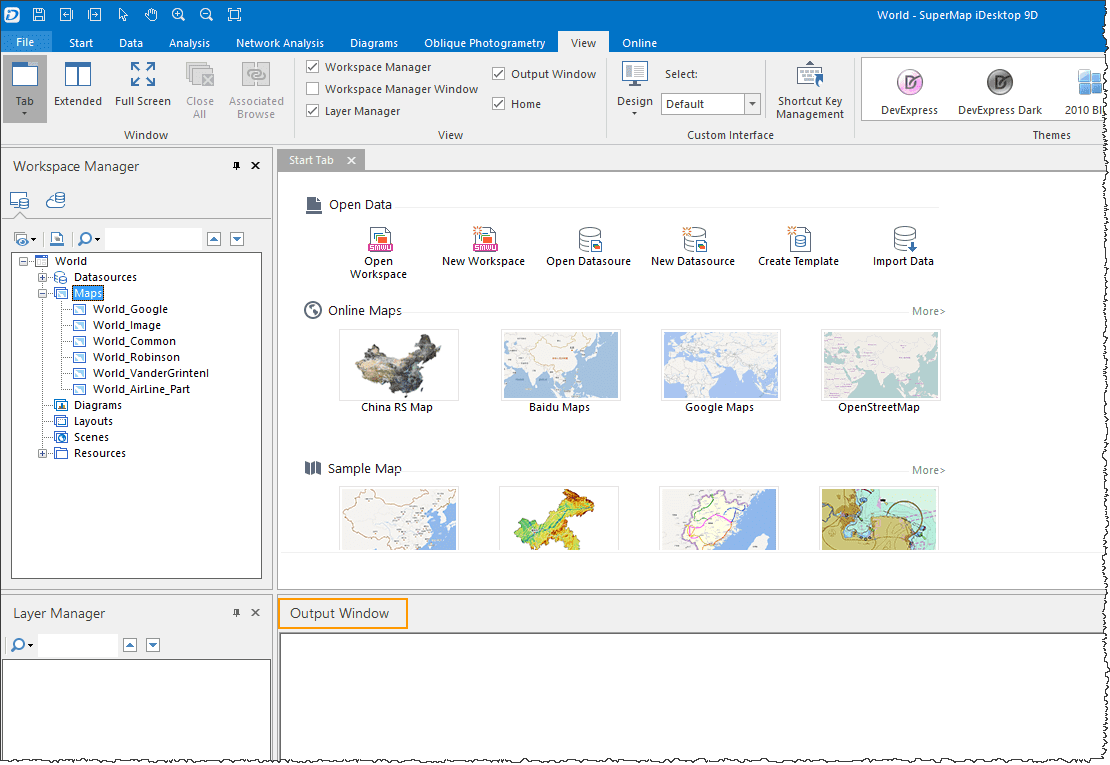 World - SuperMap iDesktop 9D
File Start Data Analysis Network Analysis Diagrams Oblique Photogrametry View Online
Tab
Extended
Full Screen
Close All
Associated Browse
Window
Workspace Manager
Workspace Manager Window
Layer Manager
Output Window
Home
View
Design
Select:
Default
Shortcut Key Management
Custom Interface
DevExpress
DevExpress Dark
Themes
Workspace Manager
World
Datasources
Maps
World_Google
World_Image
World_Common
World_Robinson
World_VanderGrintenI
World_AirLine_Part
Diagrams
Layouts
Scenes
Resources
Layer Manager
Start Tab
Open Data
SMWU
Open
Workspace
SMWU
New Workspace
Open Datasoure
New Datasource
Create Template
Import Data
Online Maps
More>
China RS Map
Baidu Maps
Google Maps
OpenStreetMap
Sample Map
More>
Output Window